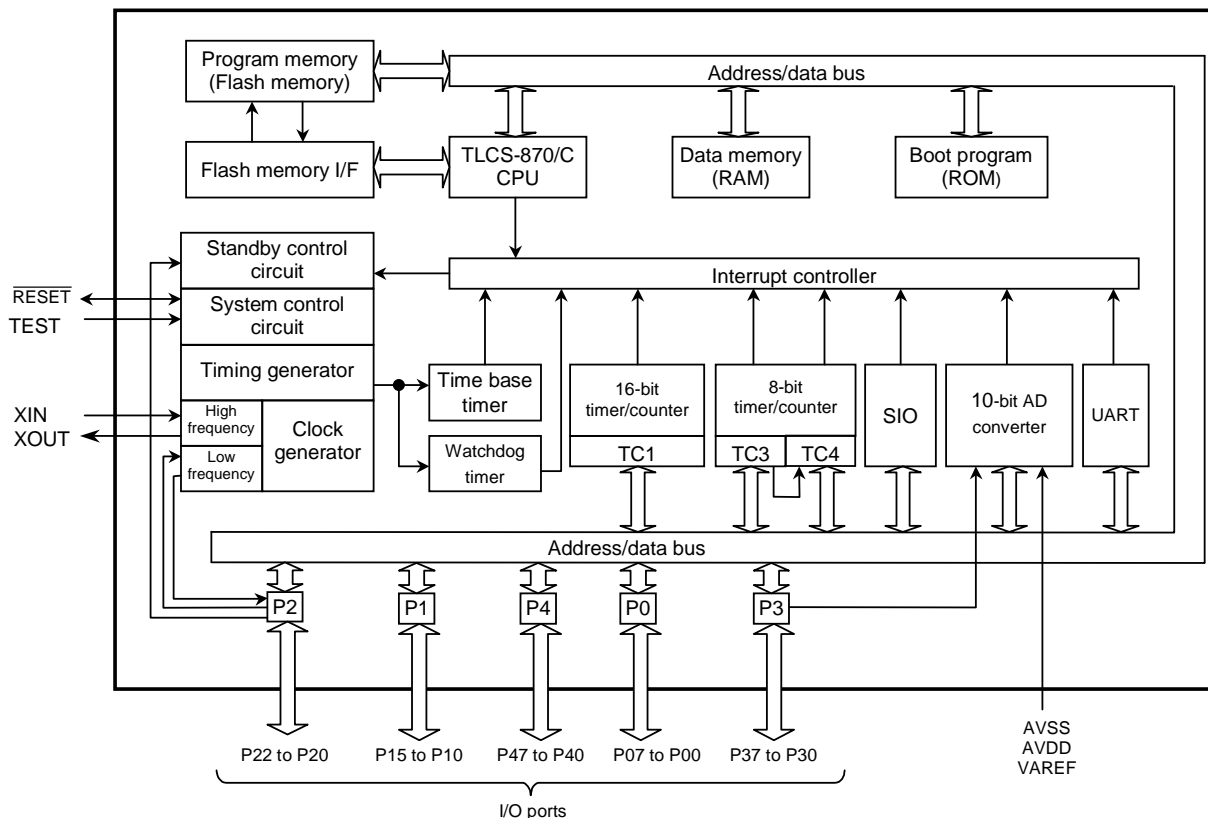 Program memory
(Flash memory)
Address/data bus
Flash memory I/F
TLCS-870/C
CPU
Data memory
(RAM)
Boot program
(ROM)
Standby control
circuit
Interrupt controller
RESET
TEST
System control
circuit
Timing generator
Time base
timer
16-bit
timer/counter
8-bit
timer/counter
SIO
10-bit AD
converter
UART
XIN
XOUT
High
frequency
Clock
generator
Low
frequency
Watchdog
timer
TC1
TC3
TC4
Address/data bus
P2
P1
P4
P0
P3
P22 to P20
P15 to P10
P47 to P40
P07 to P00
P37 to P30
AVSS
AVDD
VAREF
I/O ports